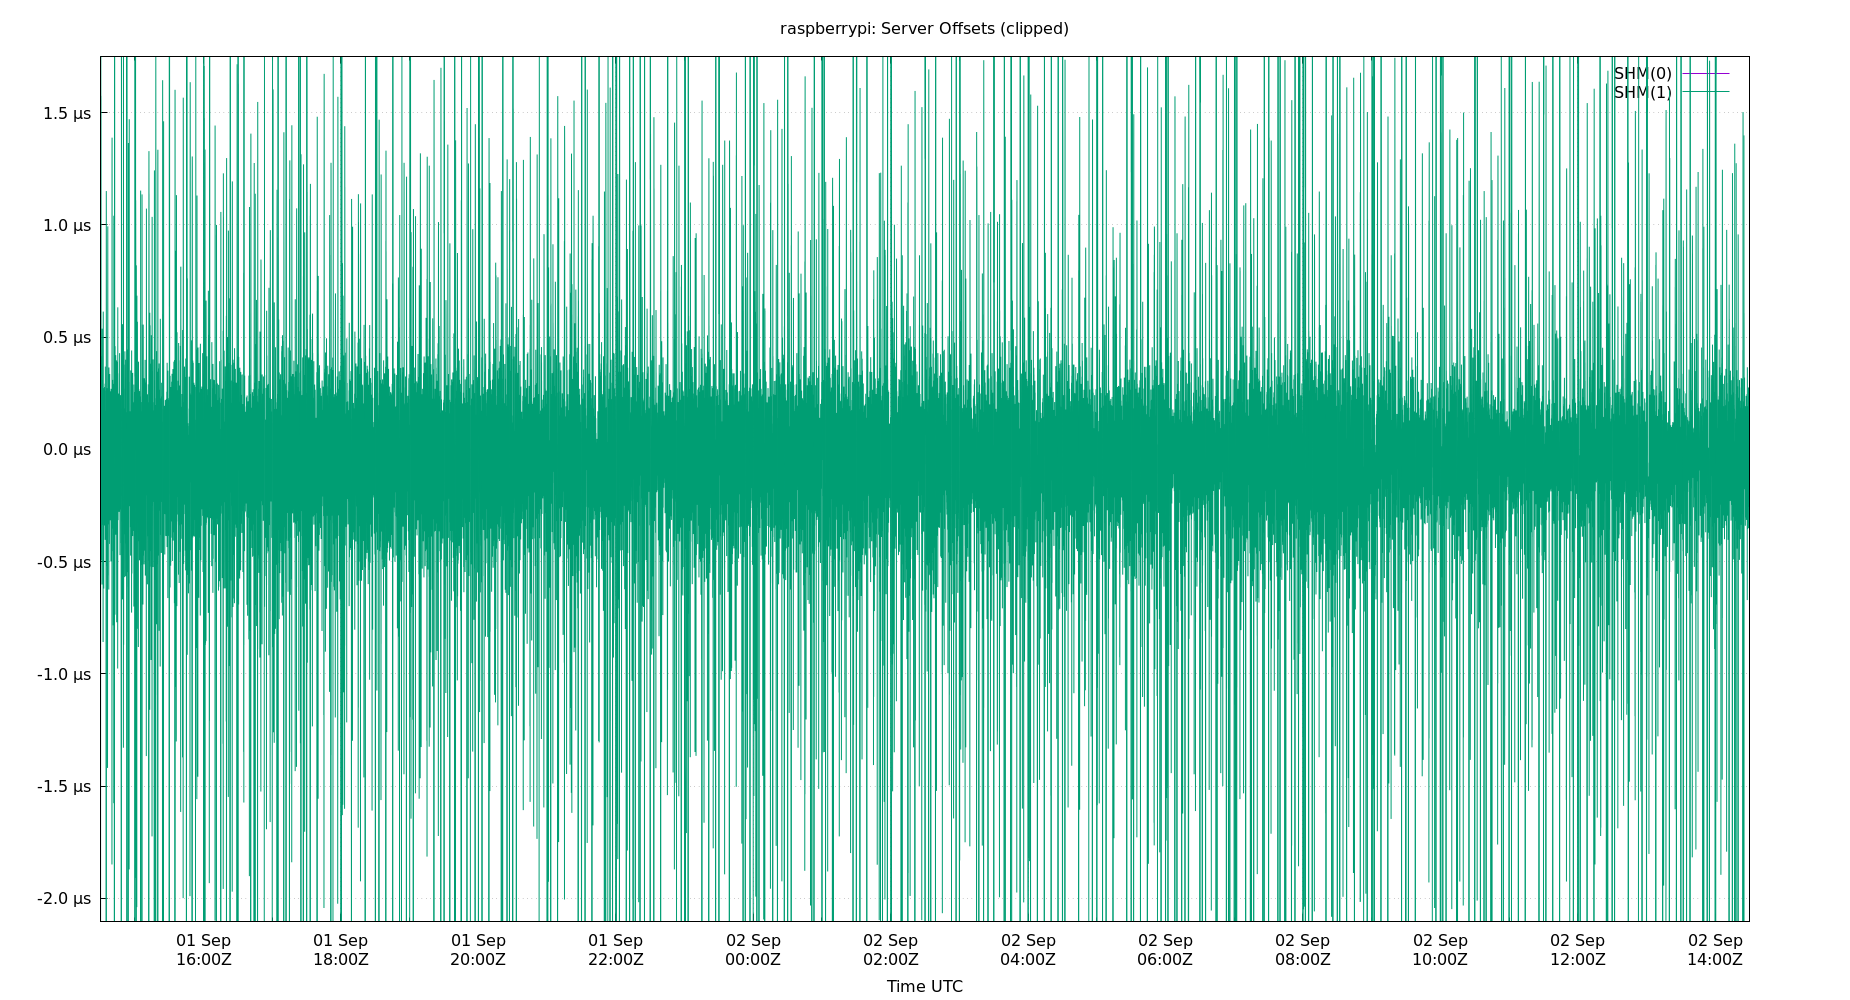 raspberrypi: Server Offsets (clipped)
SHM(0)
SHM(1)
1.5 µs
1.0 µs
0.5 µs
0.0 µs
-0.5 µs
-1.0 µs
-1.5 µs
-2.0 µs
01 Sep 01 Sep 01 Sep 01 Sep 02 Sep 02 Sep 02 Sep 02 Sep 02 Sep 02 Sep 02 Sep 02 Sep
16:00Z 18:00Z 20:00Z 22:00Z 00:00Z 02:00Z 04:00Z 06:00Z 08:00Z 10:00Z 12:00Z 14:00Z
Time UTC